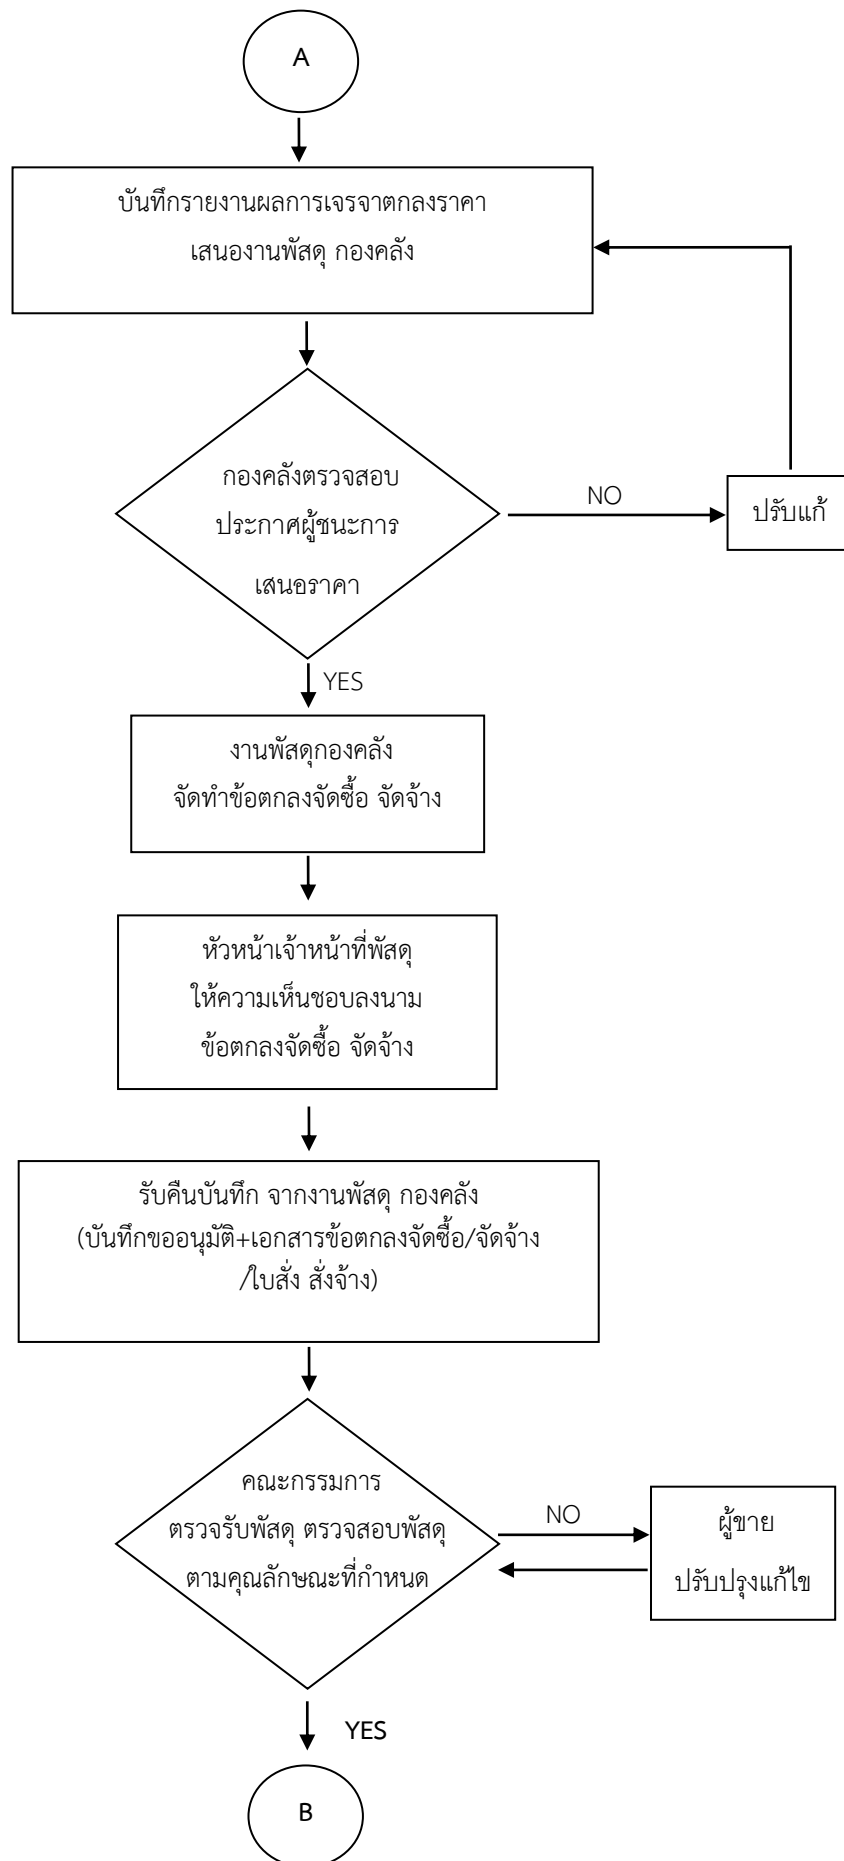 A
บันทึกรายงานผลการเจรจาตกลงราคา
เสนองานพัสดุ กองคลัง
กองคลังตรวจสอบ
ประกาศผู้ชนะการ
เสนอราคา
NO
ปรับแก้
YES
งานพัสดุกองคลัง
จัดทำข้อตกลงจัดซื้อ จัดจ้าง
หัวหน้าเจ้าหน้าที่พัสดุ
ให้ความเห็นชอบลงนาม
ข้อตกลงจัดซื้อ จัดจ้าง
รับคืนบันทึก จากงานพัสดุ กองคลัง
(บันทึกขออนุมัติ+เอกสารข้อตกลงจัดซื้อ/จัดจ้าง
/ใบสั่ง สั่งจ้าง)
คณะกรรมการ
ตรวจรับพัสดุ ตรวจสอบพัสดุ
ตามคุณลักษณะที่กำหนด
NO
ผู้ขาย
ปรับปรุงแก้ไข
YES
B